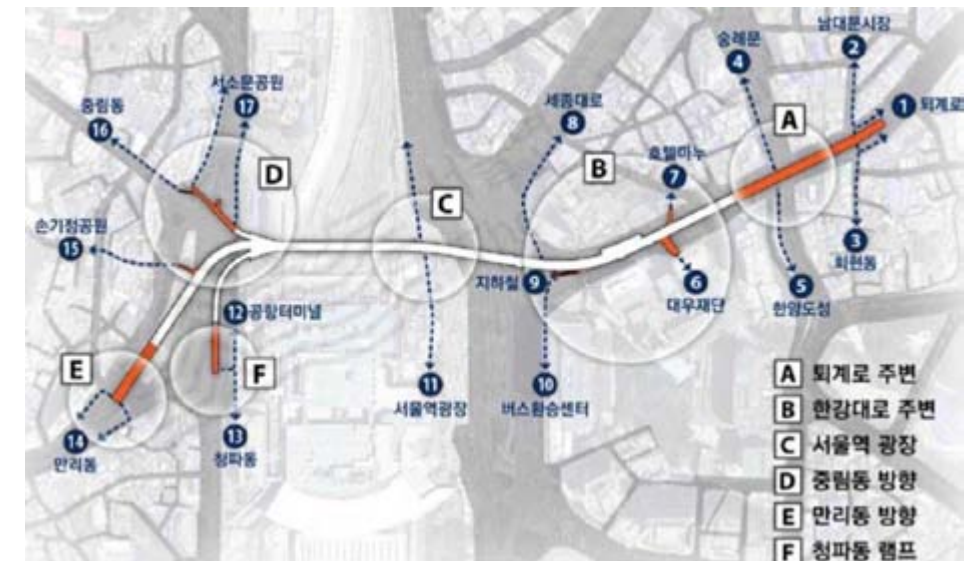 남대문시장
2
숭례문
4
1 퇴계로
A
세종대로
8
서소문공원
17
중림동
16
B
호텔마누
7
D
C
3
회현동
손기정공원
15
지하철 9
6
대우재단
5
한양도성
12 공항터미널
E
F
11
서울역광장
10
버스환승센터
14
만리동
13
청파동
A 퇴계로 주변
B 한강대로 주변
C 서울역 광장
D 중림동 방향
E 만리동 방향
F 청파동 램프